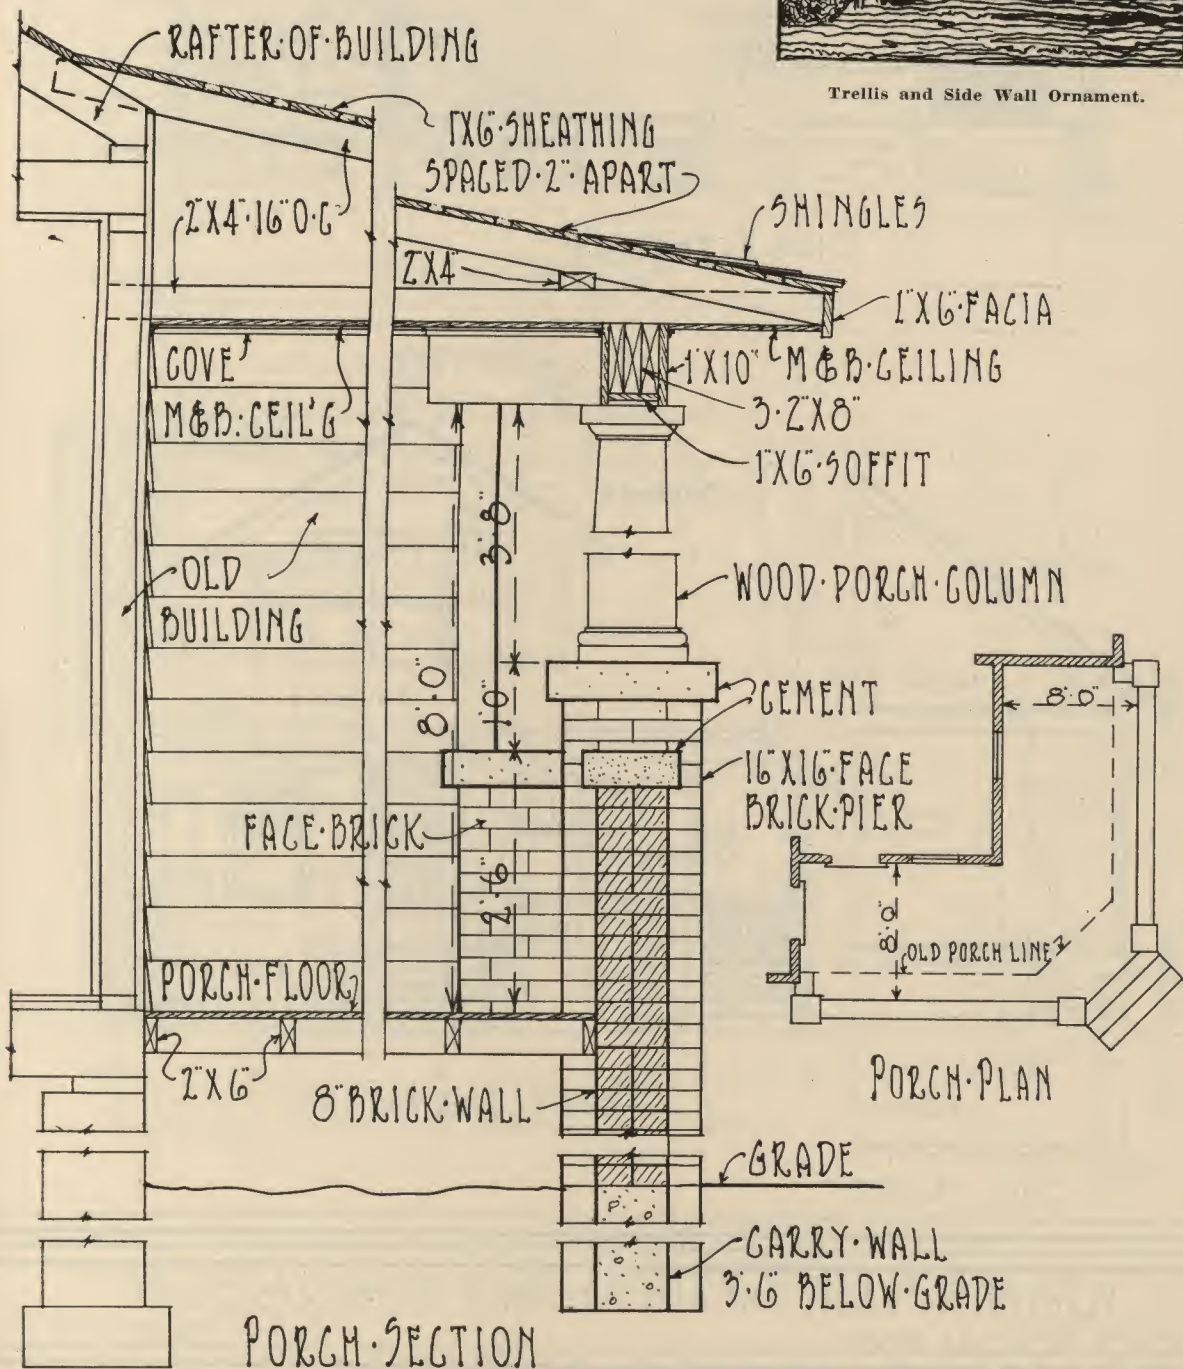 RAFTER·OF·BUILDING
Trellis and Side Wall Ornament.
1"X6"·SHEATHING
SPACED·2"·APART
SHINGLES
2"X4"·16"O·C
2"X4"
1"X6"·FACIA
COVE
1"X10"
M&B·CEILING
M&B·CEIL'G
3·2"X8"
1"X6"·SOFFIT
3'·8"
OLD
BUILDING
WOOD·PORCH·COLUMN
8'·0"
1'·0"
CEMENT
8'·0"
16"X16"·FACE
BRICK·PIER
FACE·BRICK
2'·6"
8'·0"
OLD PORCH LINE
PORCH·FLOOR
2"X6"
8"BRICK·WALL
PORCH·PLAN
GRADE
CARRY·WALL
3'·6" BELOW·GRADE
PORCH·SECTION